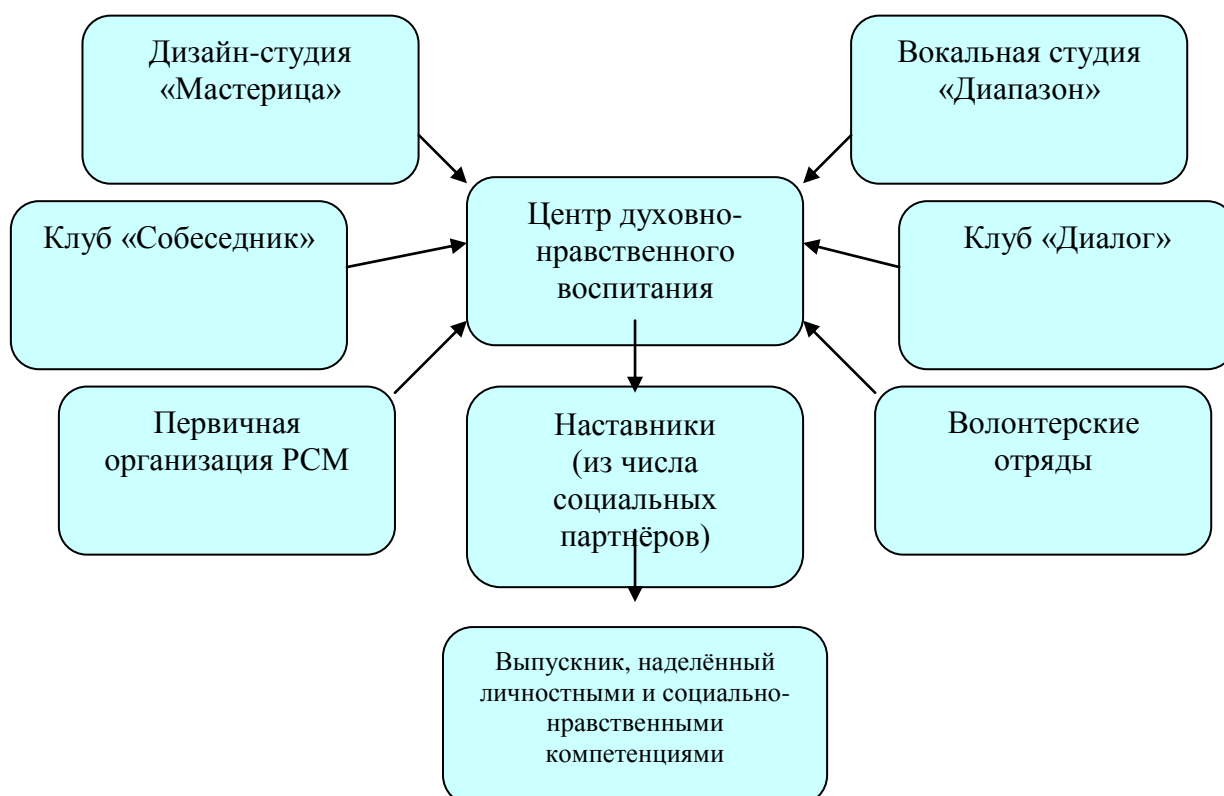 Дизайн-студия
«Мастерица»
Вокальная студия
«Диапазон»
Клуб «Собеседник»
Центр духовно-
нравственного
воспитания
Клуб «Диалог»
Первичная
организация РСМ
Наставники
(из числа
социальных
партнёров)
Волонтерские
отряды
Выпускник, наделённый
личностными и социально-
нравственными
компетенциями